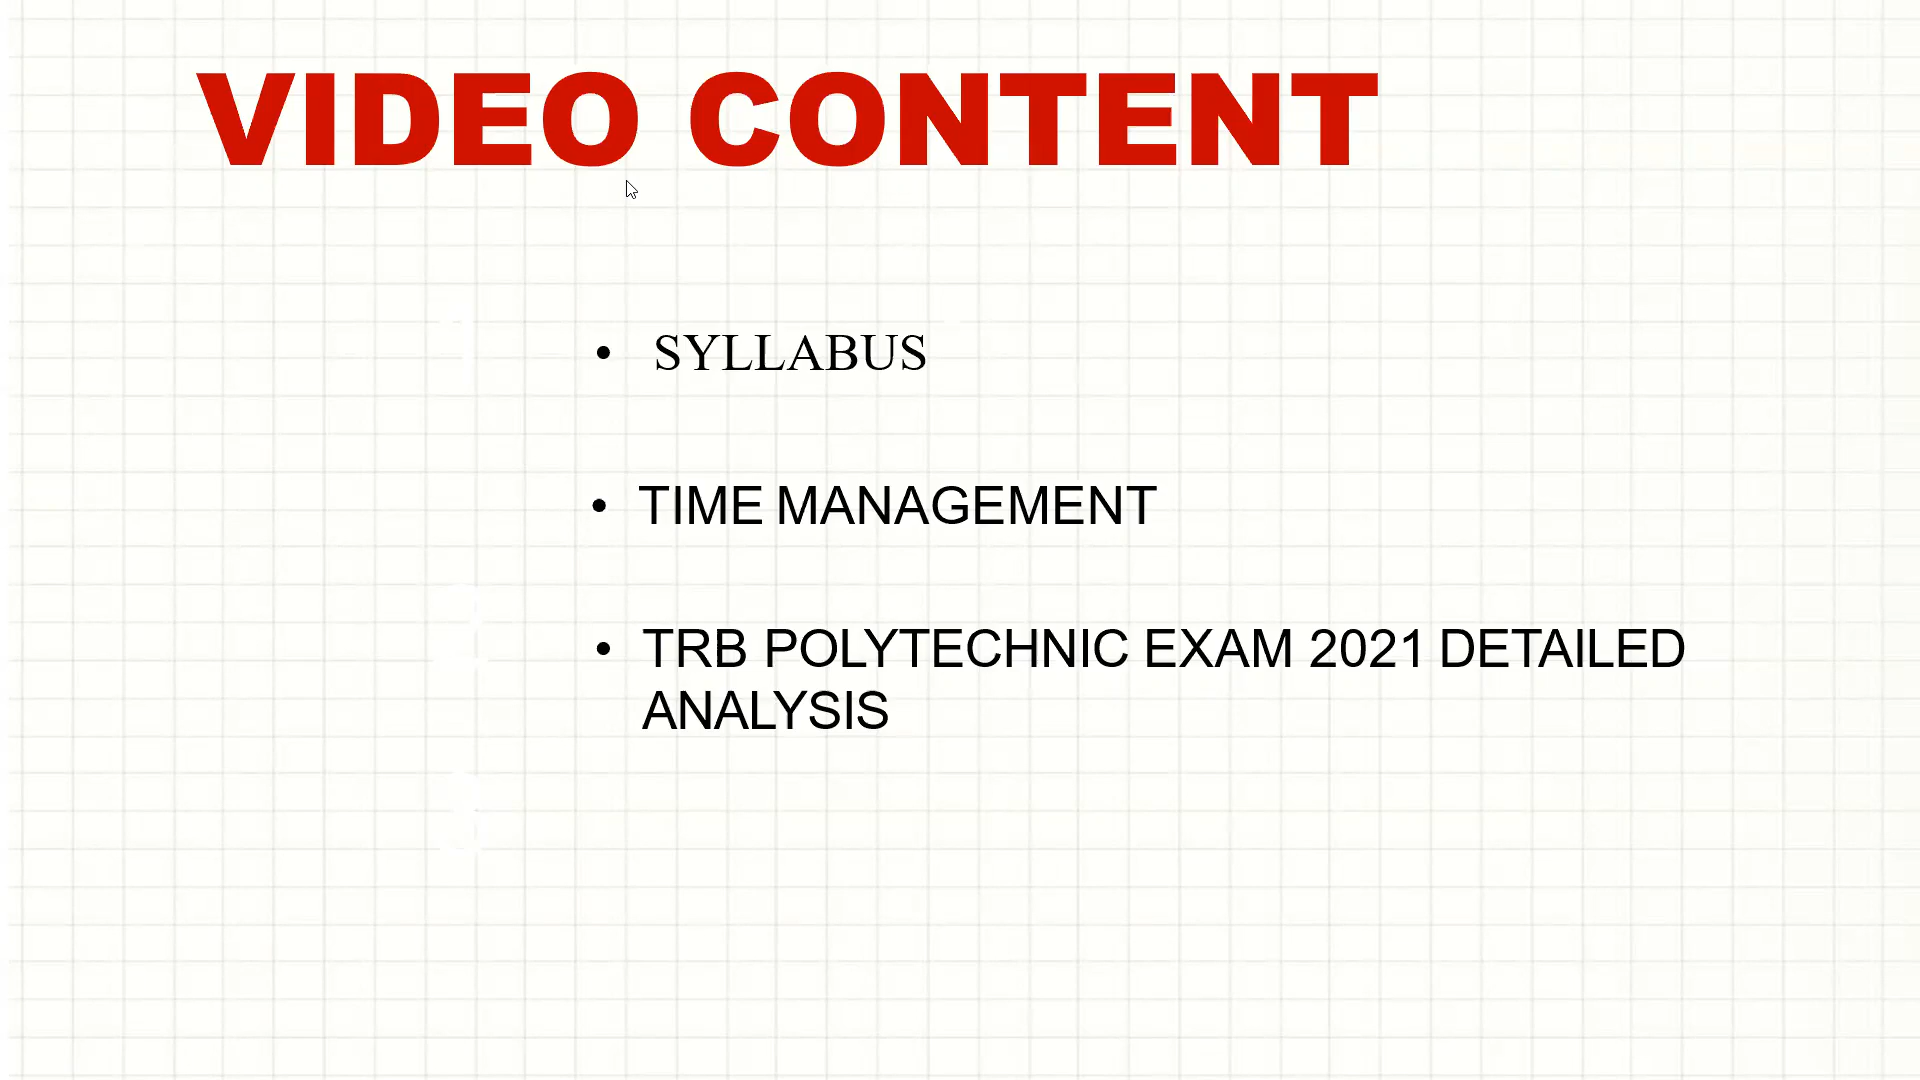 VIDEO CONTENT
• SYLLABUS
• TIME MANAGEMENT
• TRB POLYTECHNIC EXAM 2021 DETAILED
ANALYSIS